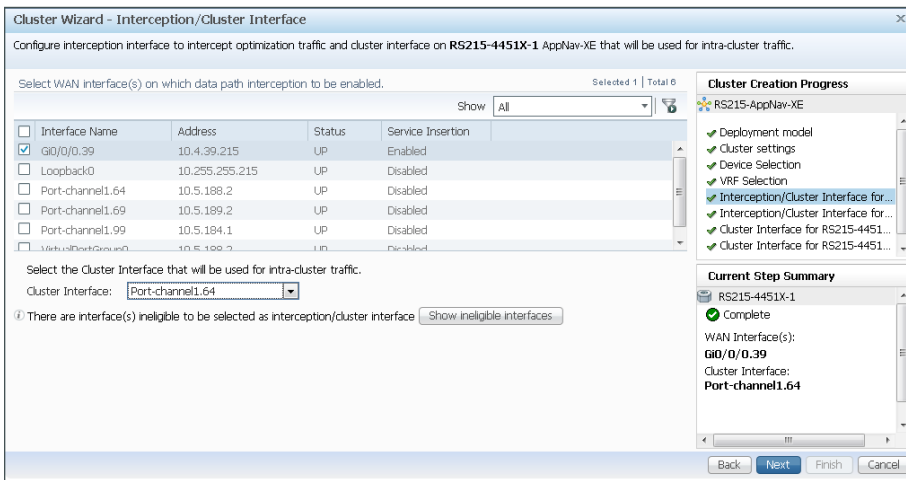 Cluster Wizard - Interception/Cluster Interface
Configure interception interface to intercept optimization traffic and cluster interface on RS215-4451X-1 AppNav-XE that will be used for intra-cluster traffic.
Select WAN interface(s) on which data path interception to be enabled.
Selected 1 | Total 6
Show All
Interface Name Address Status Service Insertion
Gi0/0/0.39 10.4.39.215 UP Enabled
Loopback0 10.255.255.215 UP Disabled
Port-channel1.64 10.5.188.2 UP Disabled
Port-channel1.69 10.5.189.2 UP Disabled
Port-channel1.99 10.5.184.1 UP Disabled
VirtualPortGroup0 10.5.188.2 UP Disabled
Select the Cluster Interface that will be used for intra-cluster traffic.
Cluster Interface: Port-channel1.64
There are interface(s) ineligible to be selected as interception/cluster interface Show ineligible interfaces
Cluster Creation Progress
RS215-AppNav-XE
Deployment model
Cluster settings
Device Selection
VRF Selection
Interception/Cluster Interface for...
Interception/Cluster Interface for...
Cluster Interface for RS215-4451...
Cluster Interface for RS215-4451...
Current Step Summary
RS215-4451X-1
Complete
WAN Interface(s):
Gi0/0/0.39
Cluster Interface:
Port-channel1.64
Back Next Finish Cancel